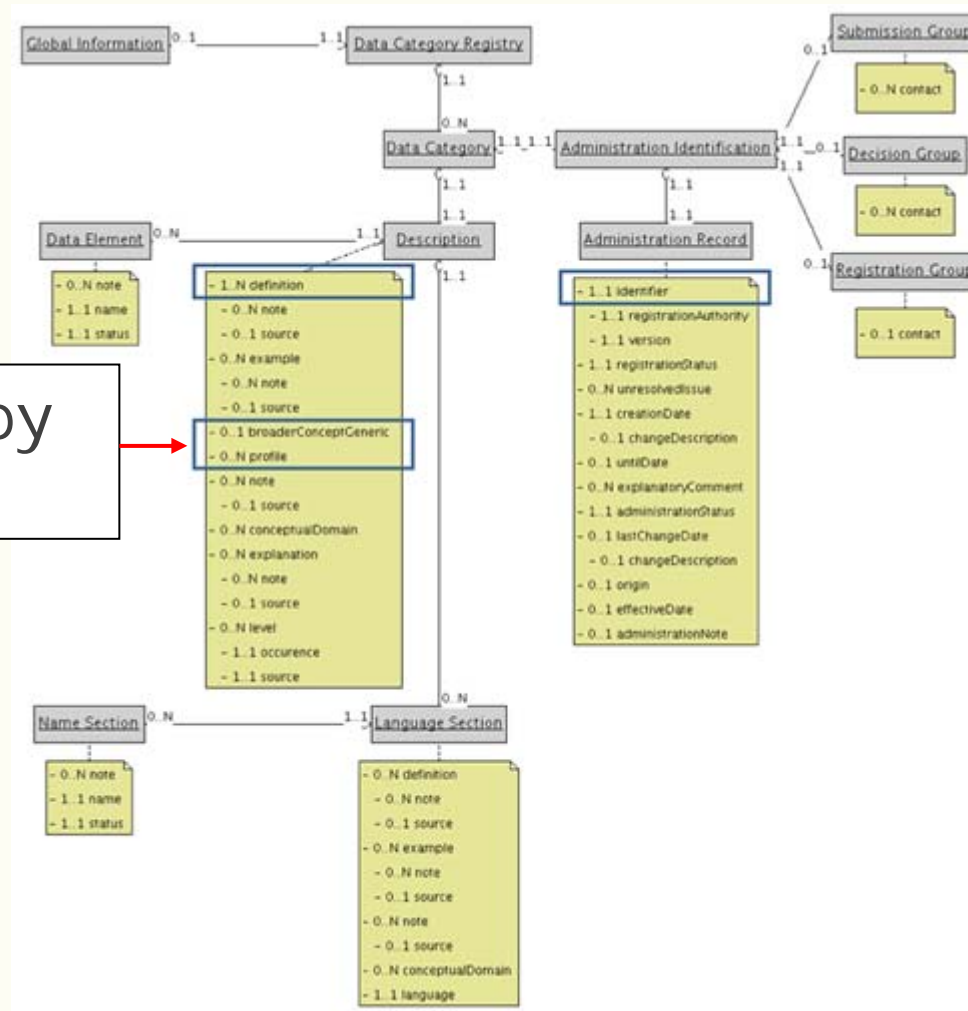 Global Information 0..1 1..1 Data Category Registry
1..1
0..N
Data Category 1..1 1..1 Administration Identification
Submission Group
0..1
- 0..N contact
1..1
1..1 0..1 Decision Group
1..1
- 0..N contact
0..1 Registration Group
- 0..1 contact
1..1
1..1
Data Element 0..N 1..1 Description
- 0..N note
- 1..1 name
- 1..1 status
1..1
- 1..N definition
- 0..N note
- 0..1 source
- 0..N example
- 0..N note
- 0..1 source
- 0..1 broaderConceptGeneric
- 0..N profile
- 0..N note
- 0..1 source
- 0..N conceptualDomain
- 0..N explanation
- 0..N note
- 0..1 source
- 0..N level
- 1..1 occurence
- 1..1 source
by
1..1
1..1
Administration Record
- 1..1 identifier
- 1..1 registrationAuthority
- 1..1 version
- 1..1 registrationStatus
- 0..N unresolvedIssue
- 1..1 creationDate
- 0..1 changeDescription
- 0..1 untilDate
- 0..N explanatoryComment
- 1..1 administrationStatus
- 0..1 lastChangeDate
- 0..1 changeDescription
- 0..1 origin
- 0..1 effectiveDate
- 0..1 administrationNote
0..N
Name Section 0..N 1..1 Language Section
- 0..N note
- 1..1 name
- 1..1 status
- 0..N definition
- 0..N note
- 0..1 source
- 0..N example
- 0..N note
- 0..1 source
- 0..N note
- 0..1 source
- 0..N conceptualDomain
- 1..1 language